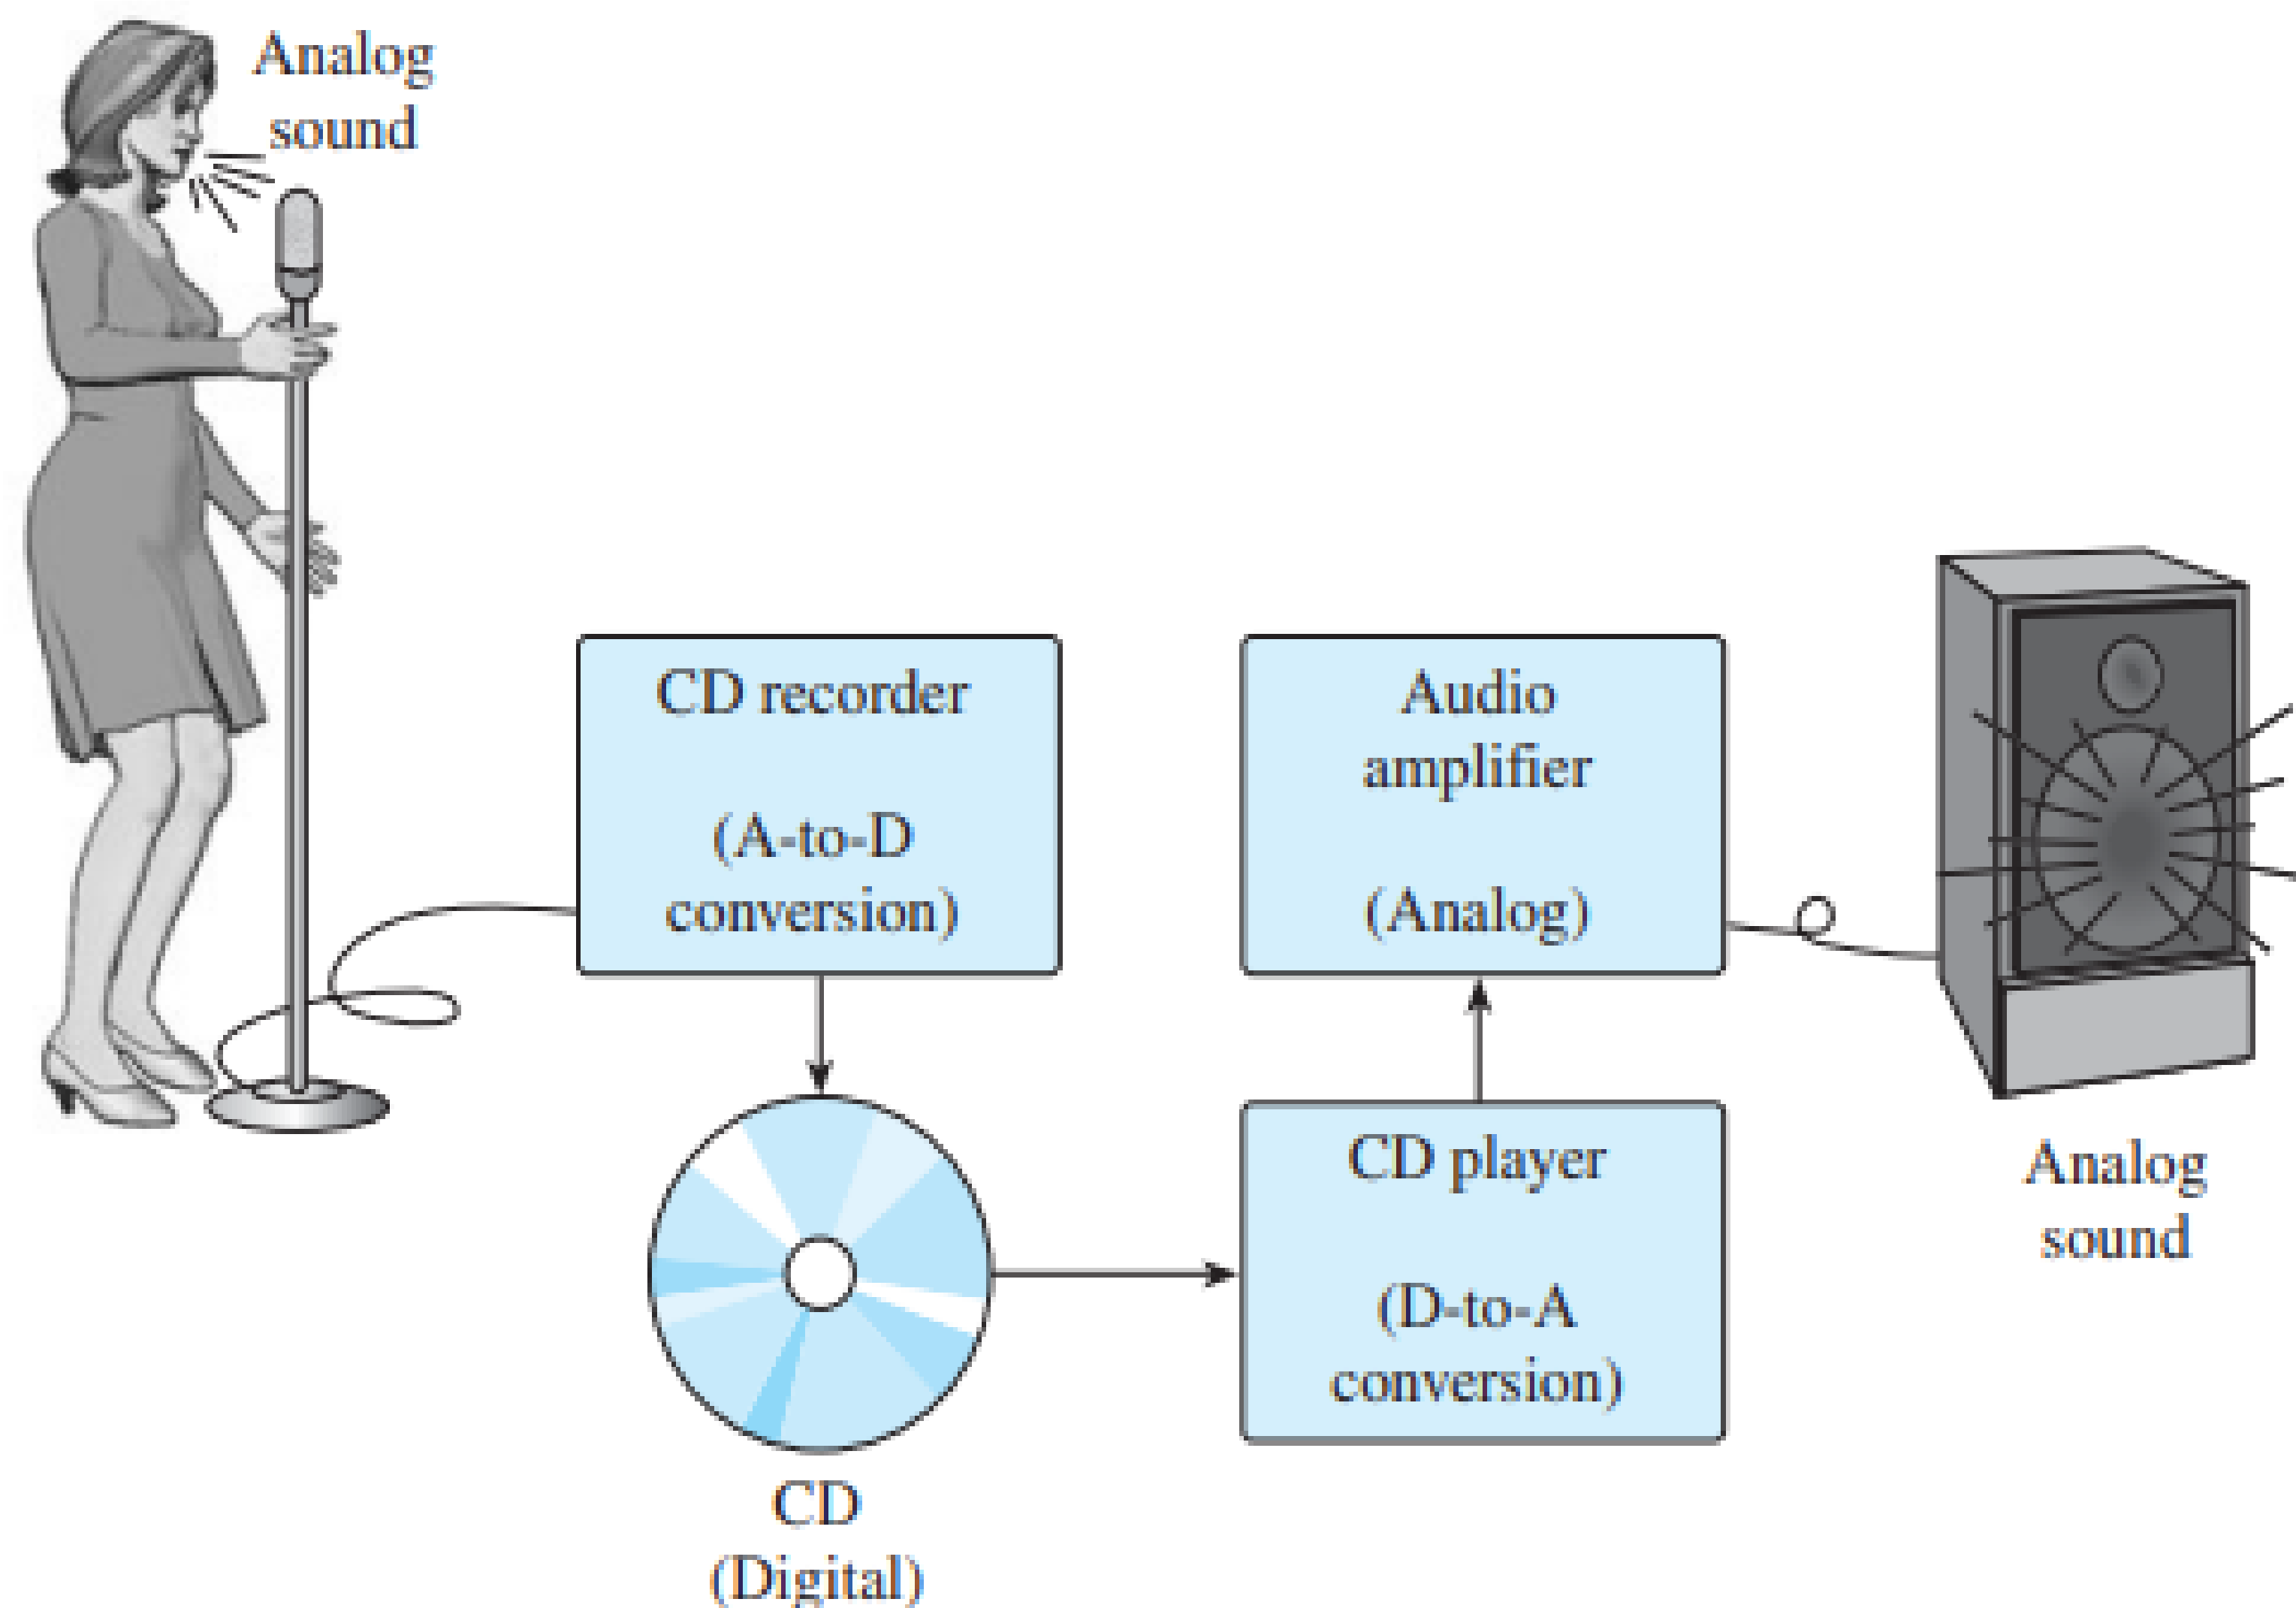 Analog
sound
CD recorder
(A-to-D
conversion)
Audio
amplifier
(Analog)
CD
(Digital)
CD player
(D-to-A
conversion)
Analog
sound